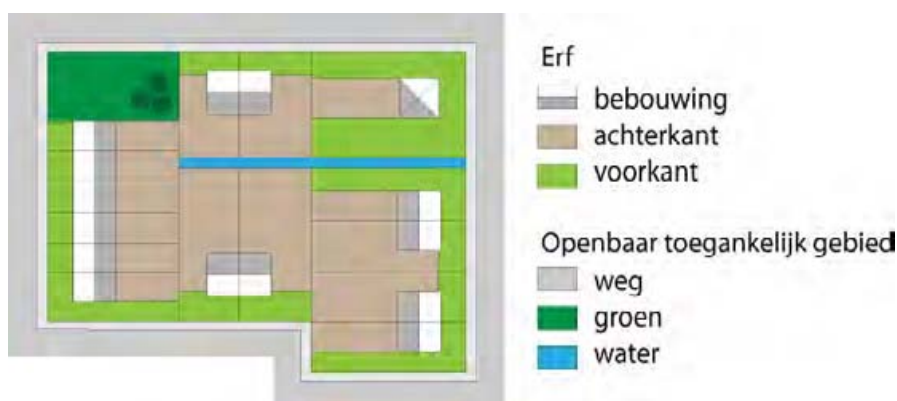 Erf
bebouwing
achterkant
voorkant
Openbaar toegankelijk gebied
weg
groen
water